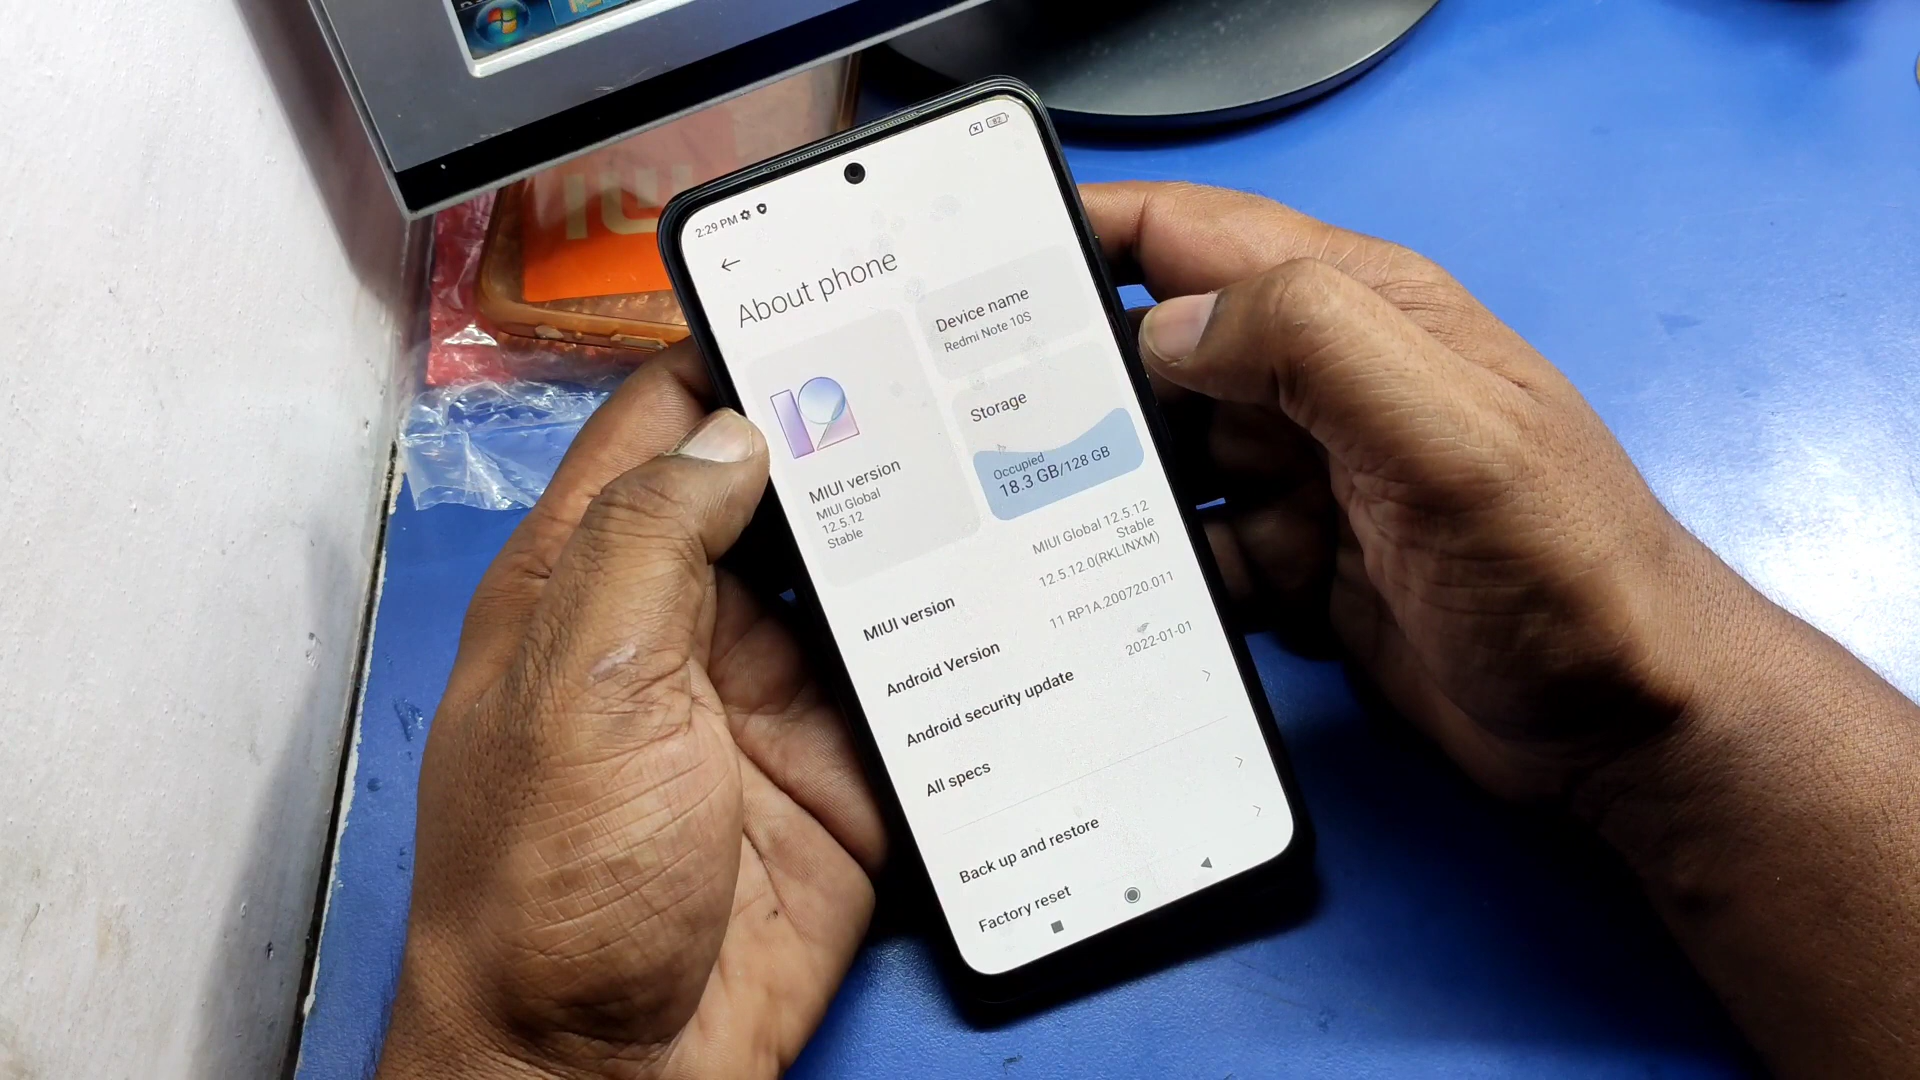 2:29 PM
82
About phone
Device name
Redmi Note 10S
Storage
Occupied
18.3 GB/128 GB
MIUI version
MIUI Global
12.5.12
Stable
MIUI version
MIUI Global 12.5.12
Stable
12.5.12.0(RKLINXM)
Android Version
11 RP1A.200720.011
Android security update
2022-01-01
All specs
Back up and restore
Factory reset